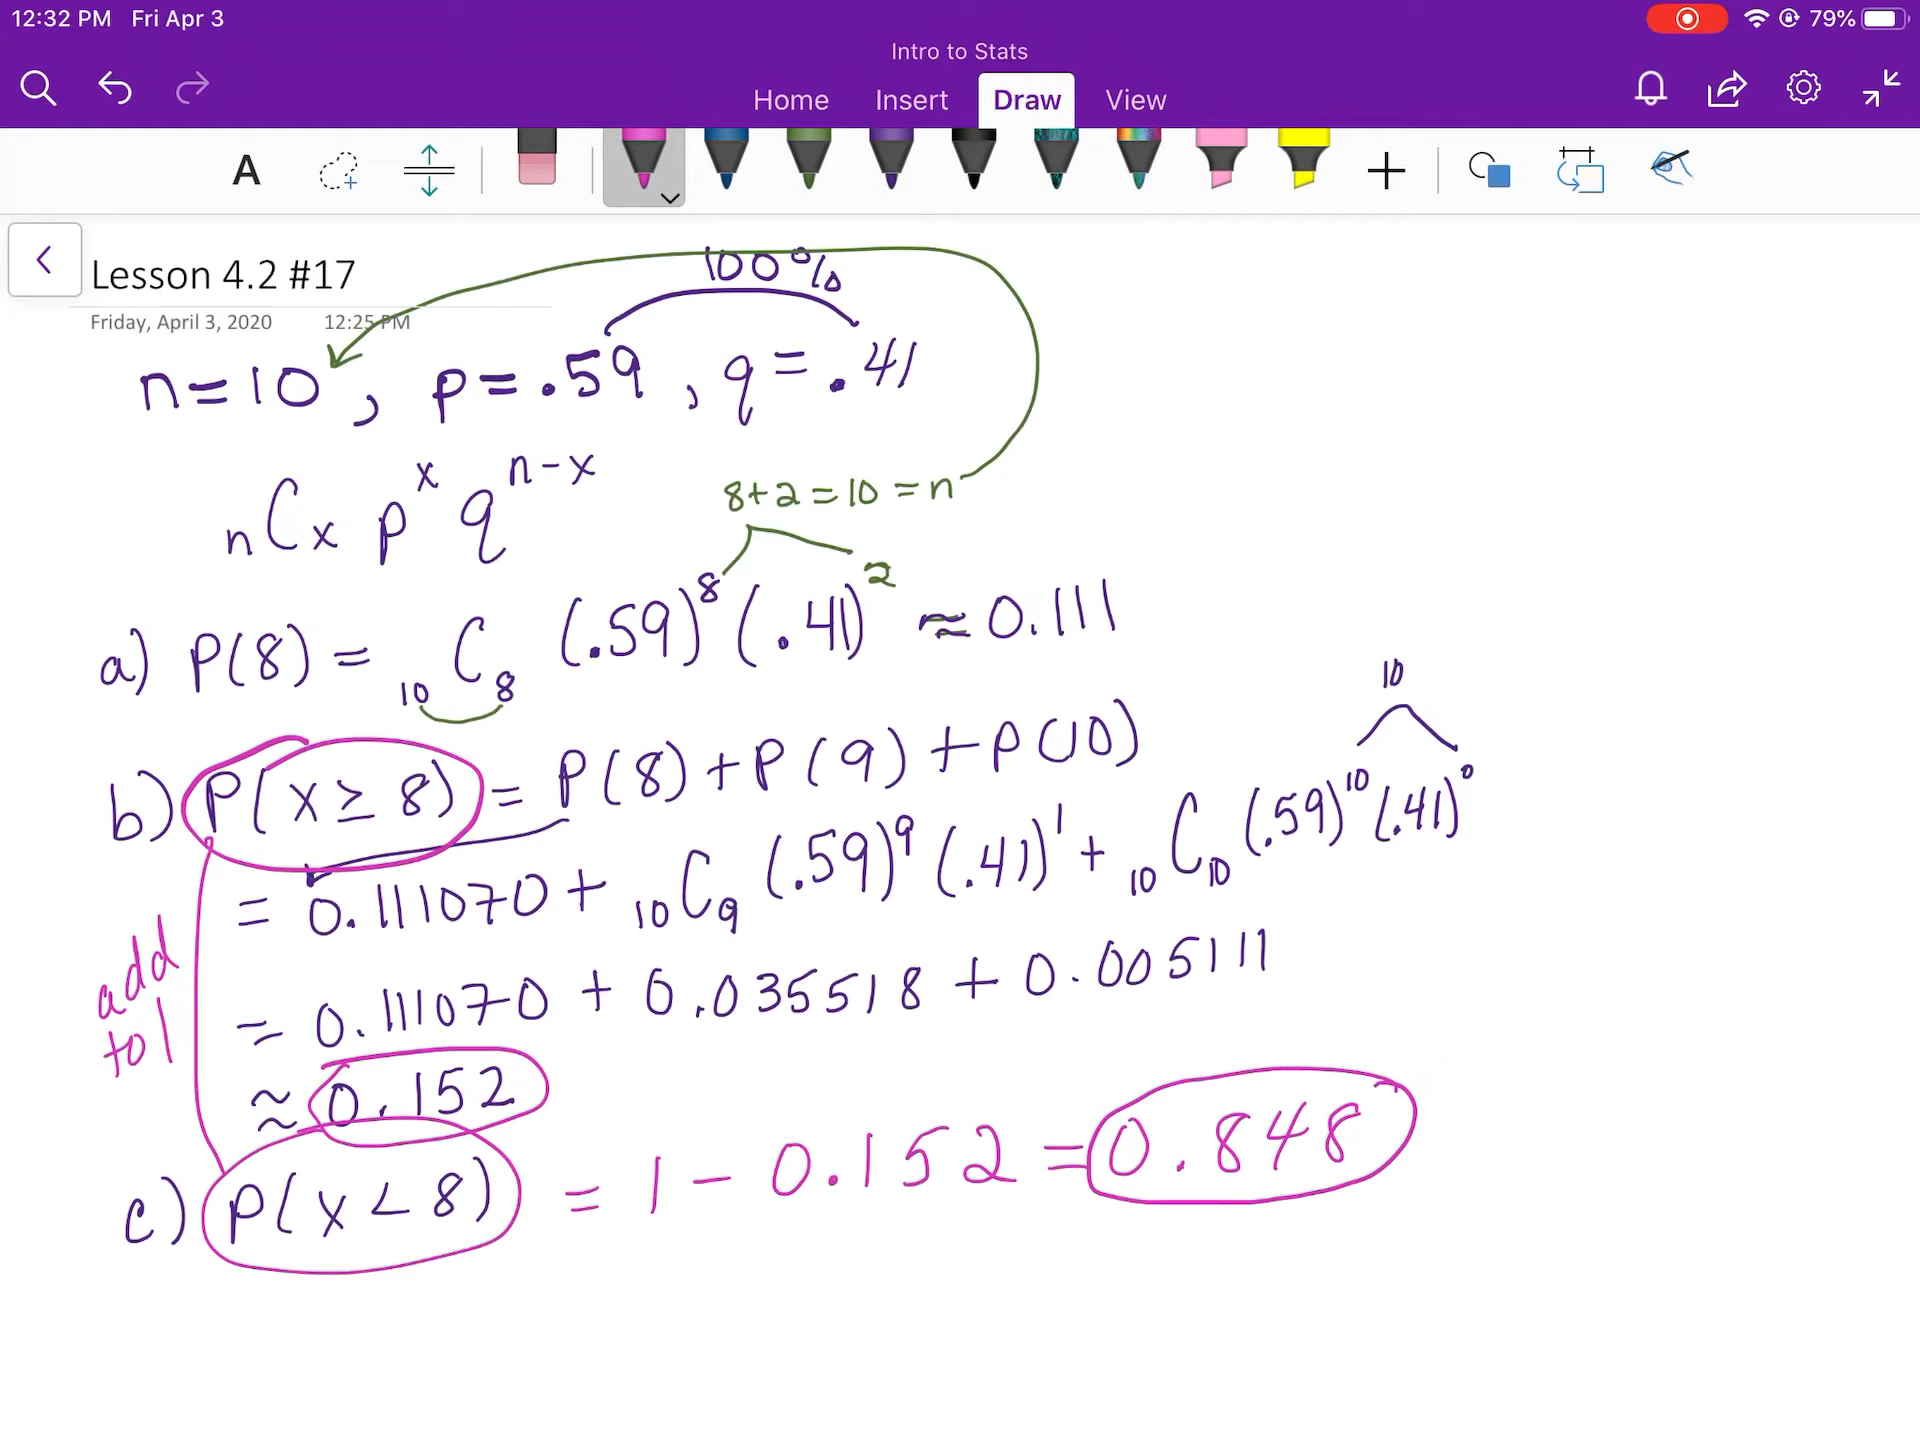 12:32 PM Fri Apr 3 79%
Intro to Stats
Home Insert Draw View
A
Lesson 4.2 #17
Friday, April 3, 2020 12:25 PM
100%
n=10, p=.59, q=.41
nCx p^x q^(n-x)
8+2=10=n
a) P(8) = 10C8 (.59)^8 (.41)^2 ≈ 0.111
10
b) P(x ≥ 8) = P(8)+P(9)+P(10)
= 0.111070 + 10C9 (.59)^9 (.41)^1 + 10C10 (.59)^10 (.41)^0
= 0.111070 + 0.035518 + 0.005111
add to 1
≈ 0.152
c) P(x < 8) = 1 - 0.152 = 0.848